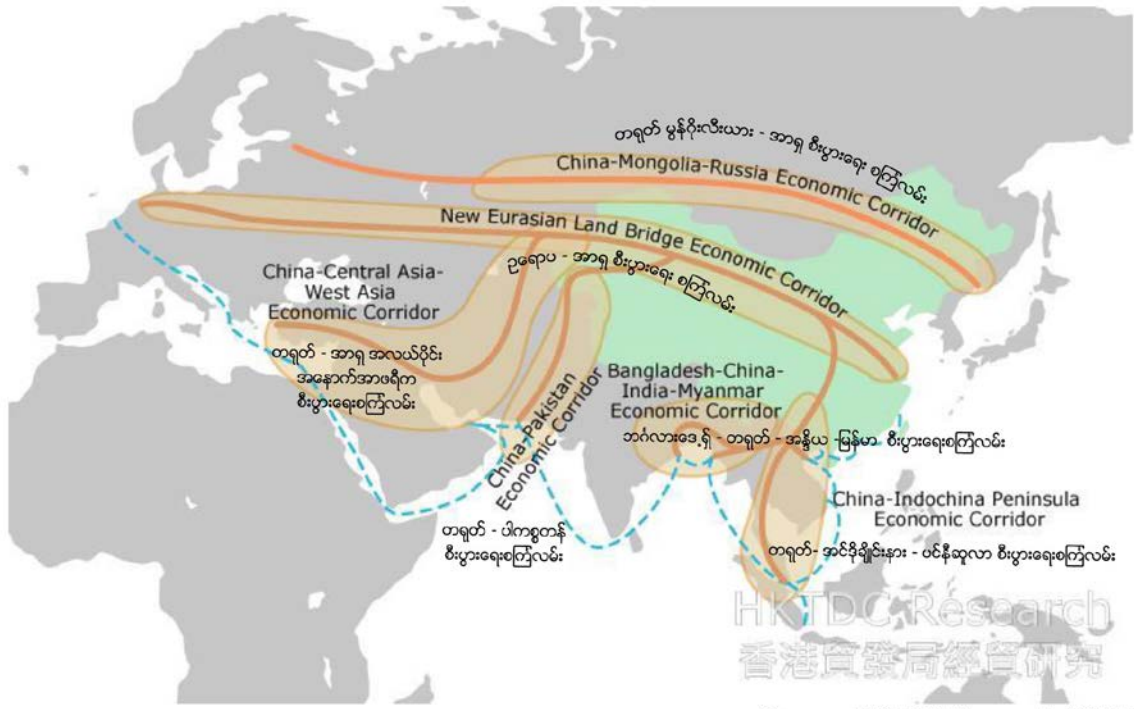 တရုတ် မွန်ဂိုးလီးယား - အာရှ စီးပွားရေး စင်္ကြံလမ်း
China-Mongolia-Russia Economic Corridor
New Eurasian Land Bridge Economic Corridor
ဥရောပ - အာရှ စီးပွားရေး စင်္ကြံလမ်း
China-Central Asia-
West Asia
Economic Corridor
တရုတ် - အာရှ အလယ်ပိုင်း
အနောက်အာဖရိက
စီးပွားရေးစင်္ကြံလမ်း
China-Pakistan
Economic Corridor
တရုတ် - ပါကစ္စတန်
စီးပွားရေးစင်္ကြံလမ်း
Bangladesh-China-
India-Myanmar
Economic Corridor
ဘင်္ဂလားဒေ့ရှ် - တရုတ် - အန္ဒိယ -မြန်မာ စီးပွားရေးစင်္ကြံလမ်း
China-Indochina Peninsula
Economic Corridor
တရုတ်- အင်ဒိုချိုင်းနား - ပင်နီဆူလာ စီးပွားရေးစင်္ကြံလမ်း
HKTDC Research
香港貿發局經貿研究